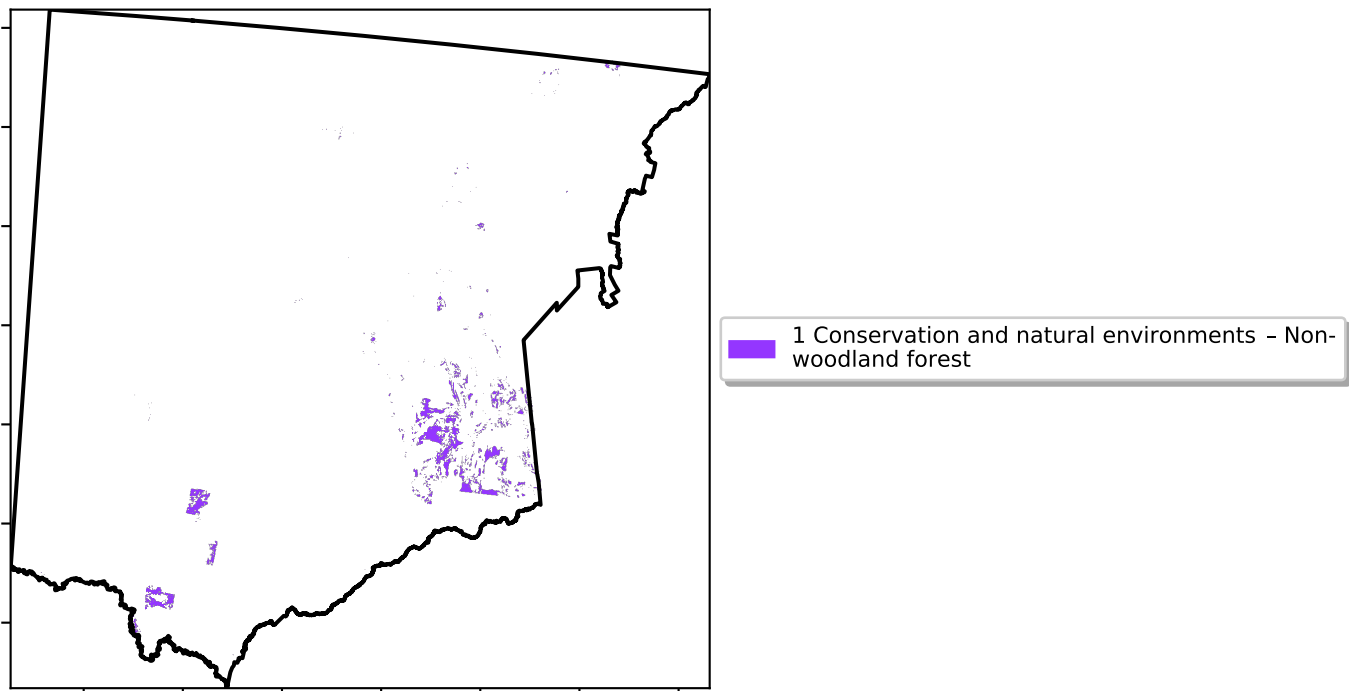 1 Conservation and natural environments – Non-
woodland forest